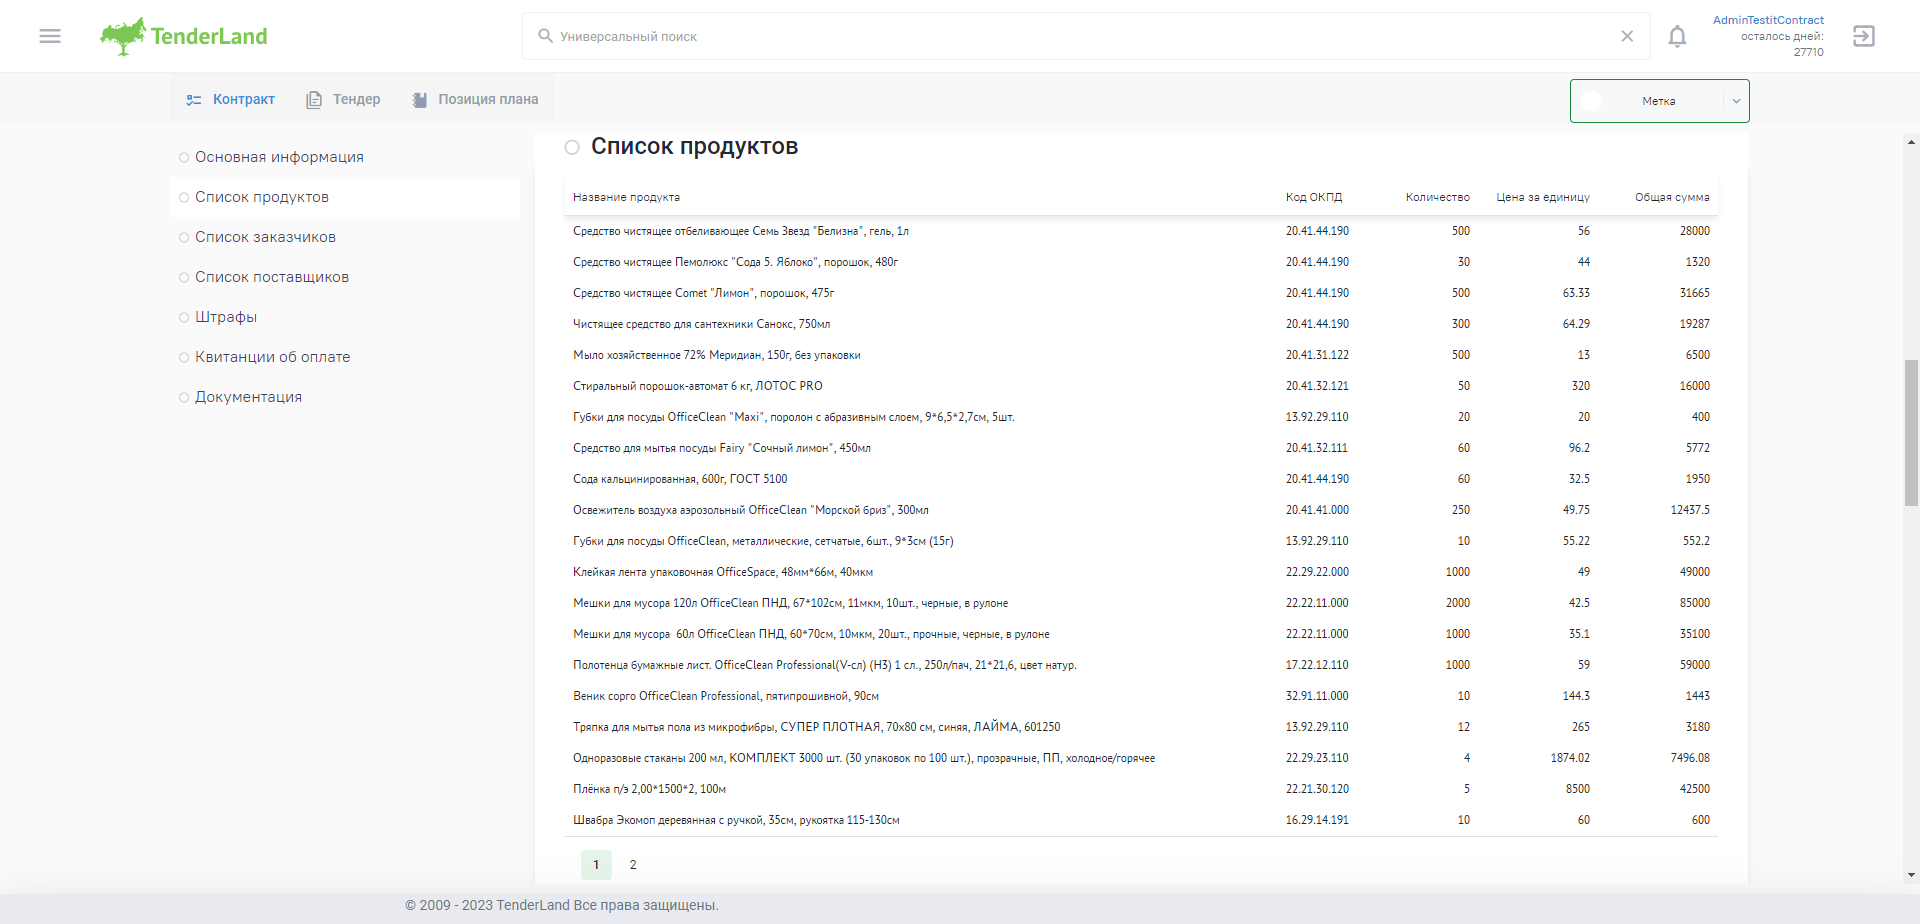 TenderLand
Универсальный поиск
AdminTestitContract
осталось дней:
27710
Контракт Тендер Позиция плана
Метка
Основная информация
Список продуктов
Список заказчиков
Список поставщиков
Штрафы
Квитанции об оплате
Документация
Список продуктов
Название продукта Код ОКПД Количество Цена за единицу Общая сумма
Средство чистящее отбеливающее Семь Звезд "Белизна", гель, 1л 20.41.44.190 500 56 28000
Средство чистящее Пемолюкс "Сода 5. Яблоко", порошок, 480г 20.41.44.190 30 44 1320
Средство чистящее Comet "Лимон", порошок, 475г 20.41.44.190 500 63.33 31665
Чистящее средство для сантехники Санокс, 750мл 20.41.44.190 300 64.29 19287
Мыло хозяйственное 72% Меридиан, 150г, без упаковки 20.41.31.122 500 13 6500
Стиральный порошок-автомат 6 кг, ЛОТОС PRO 20.41.32.121 50 320 16000
Губки для посуды OfficeClean "Maxi", поролон с абразивным слоем, 9*6,5*2,7см, 5шт. 13.92.29.110 20 20 400
Средство для мытья посуды Fairy "Сочный лимон", 450мл 20.41.32.111 60 96.2 5772
Сода кальцинированная, 600г, ГОСТ 5100 20.41.44.190 60 32.5 1950
Освежитель воздуха аэрозольный OfficeClean "Морской бриз", 300мл 20.41.41.000 250 49.75 12437.5
Губки для посуды OfficeClean, металлические, сетчатые, 6шт., 9*3см (15г) 13.92.29.110 10 55.22 552.2
Клейкая лента упаковочная OfficeSpace, 48мм*66м, 40мкм 22.29.22.000 1000 49 49000
Мешки для мусора 120л OfficeClean ПНД, 67*102см, 11мкм, 10шт., черные, в рулоне 22.22.11.000 2000 42.5 85000
Мешки для мусора  60л OfficeClean ПНД, 60*70см, 10мкм, 20шт., прочные, черные, в рулоне 22.22.11.000 1000 35.1 35100
Полотенца бумажные лист. OfficeClean Professional(V-сл) (H3) 1 сл., 250л/пач, 21*21,6, цвет натур. 17.22.12.110 1000 59 59000
Веник сорго OfficeClean Professional, пятипрошивной, 90см 32.91.11.000 10 144.3 1443
Тряпка для мытья пола из микрофибры, СУПЕР ПЛОТНАЯ, 70х80 см, синяя, ЛАЙМА, 601250 13.92.29.110 12 265 3180
Одноразовые стаканы 200 мл, КОМПЛЕКТ 3000 шт. (30 упаковок по 100 шт.), прозрачные, ПП, холодное/горячее 22.29.23.110 4 1874.02 7496.08
Плёнка п/э 2,00*1500*2, 100м 22.21.30.120 5 8500 42500
Швабра Экомоп деревянная с ручкой, 35см, рукоятка 115-130см 16.29.14.191 10 60 600
1 2
© 2009 - 2023 TenderLand Все права защищены.